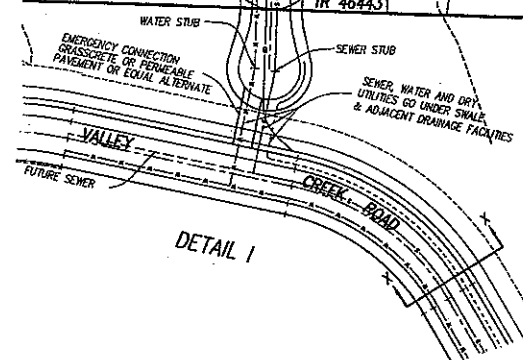 TR 46443
WATER STUB
SEWER STUB
EMERGENCY CONNECTION
GRASSCRETE OR PERMEABLE
PAVEMENT OR EQUAL ALTERNATE
SEWER, WATER AND DRY
UTILITIES GO UNDER SWALE
& ADJACENT DRAINAGE FACILITIES
VALLEY CREEK ROAD
FUTURE SEWER
X
X
DETAIL 1